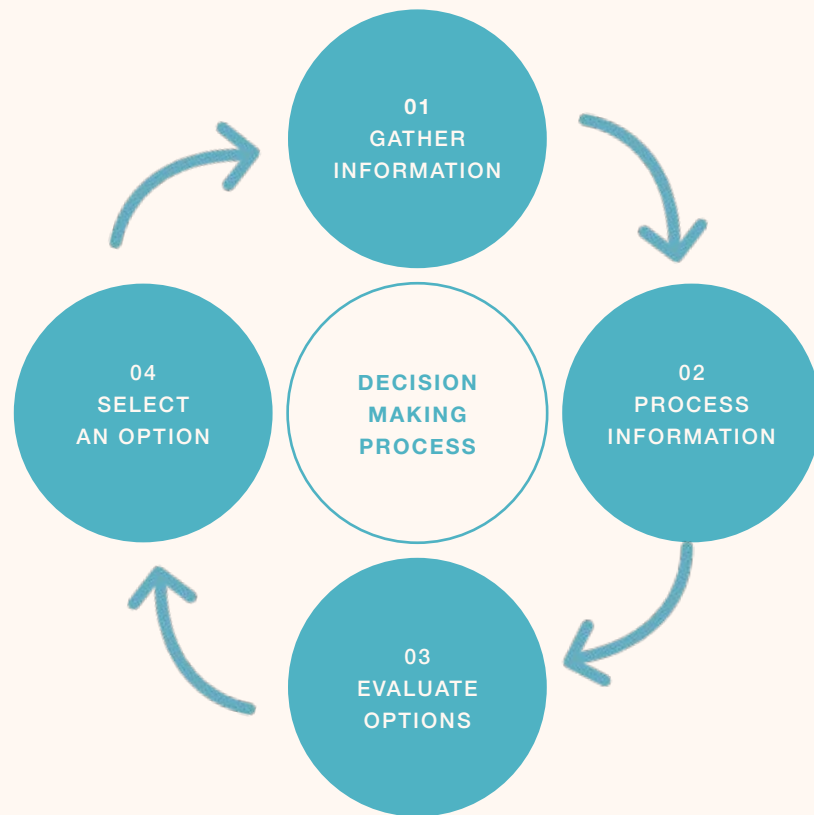 01
GATHER
INFORMATION
02
PROCESS
INFORMATION
03
EVALUATE
OPTIONS
04
SELECT
AN OPTION
DECISION
MAKING
PROCESS